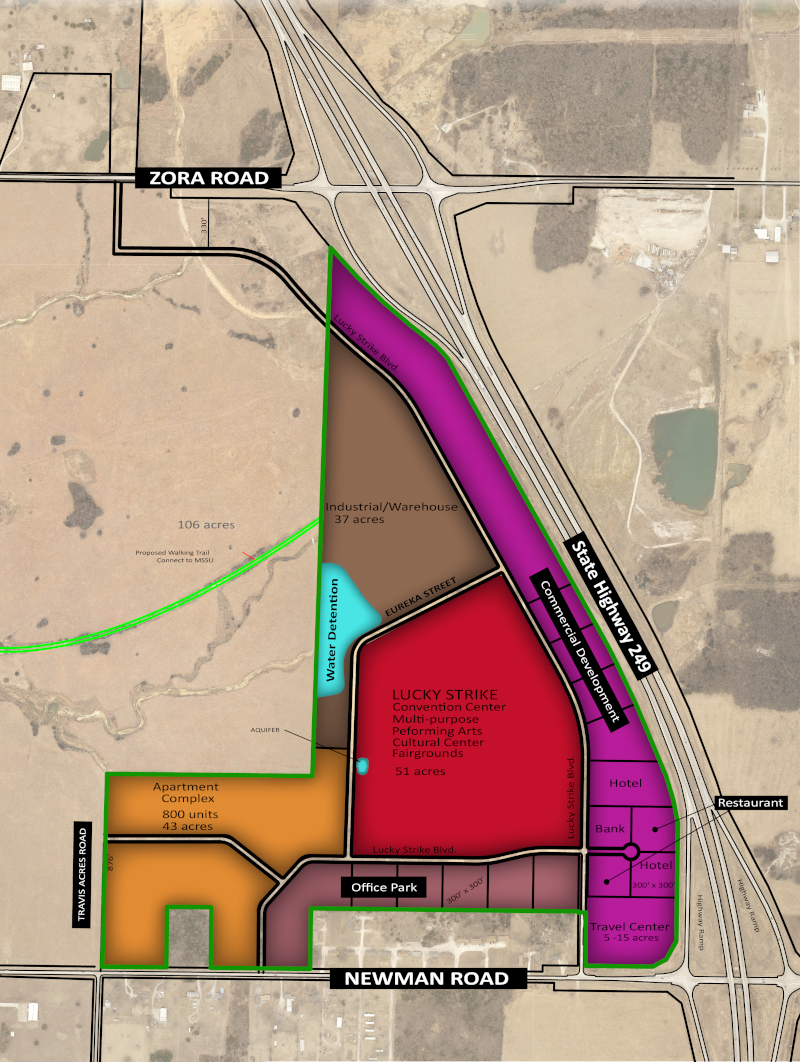 ZORA ROAD
330'
Lucky Strike Blvd.
Industrial/Warehouse
37 acres
106 acres
Proposed Walking Trail
Connect to MSSU
State Highway 249
EUREKA STREET
Water Detention
Commercial Development
LUCKY STRIKE
Convention Center
Multi-purpose
Peforming Arts
Cultural Center
Fairgrounds
51 acres
AQUIFER
Lucky Strike Blvd.
Hotel
Apartment
Complex
800 units
43 acres
Restaurant
Bank
TRAVIS ACRES ROAD
876'
Lucky Strike Blvd.
Hotel
300' x 300'
Office Park
300' x 300'
Highway Ramp
Highway Ramp
Travel Center
5 -15 acres
NEWMAN ROAD